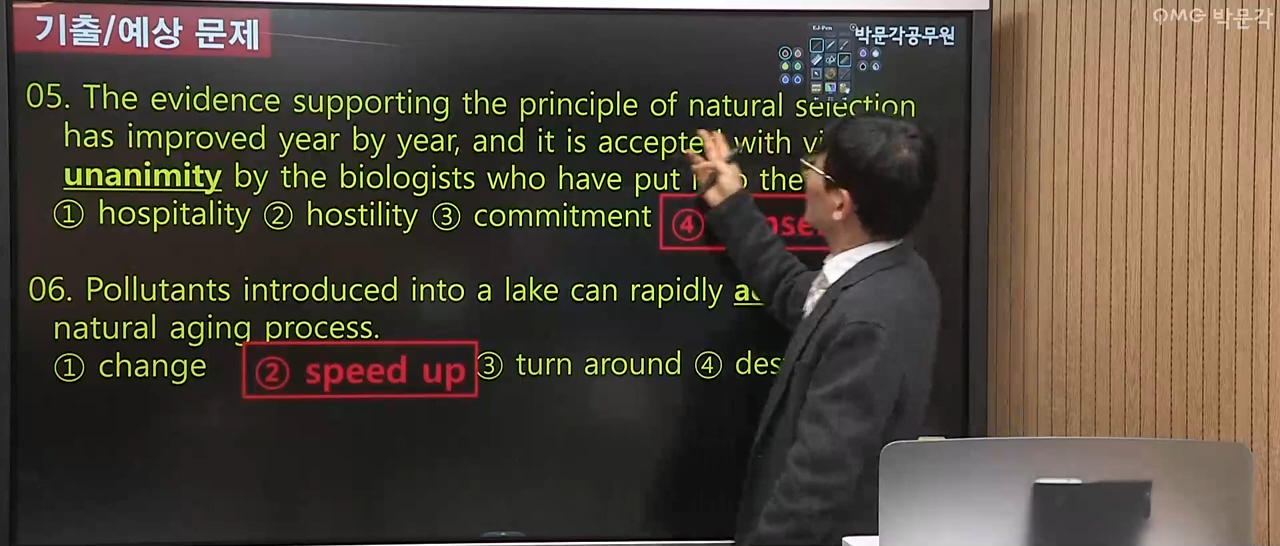 기출/예상 문제
OMG 박문각
EJ-Pen
박문각공무원
05. The evidence supporting the principle of natural selection
has improved year by year, and it is accepted with
unanimity by the biologists who have put the
① hospitality ② hostility ③ commitment ④
06. Pollutants introduced into a lake can rapidly
natural aging process.
① change ② speed up ③ turn around ④